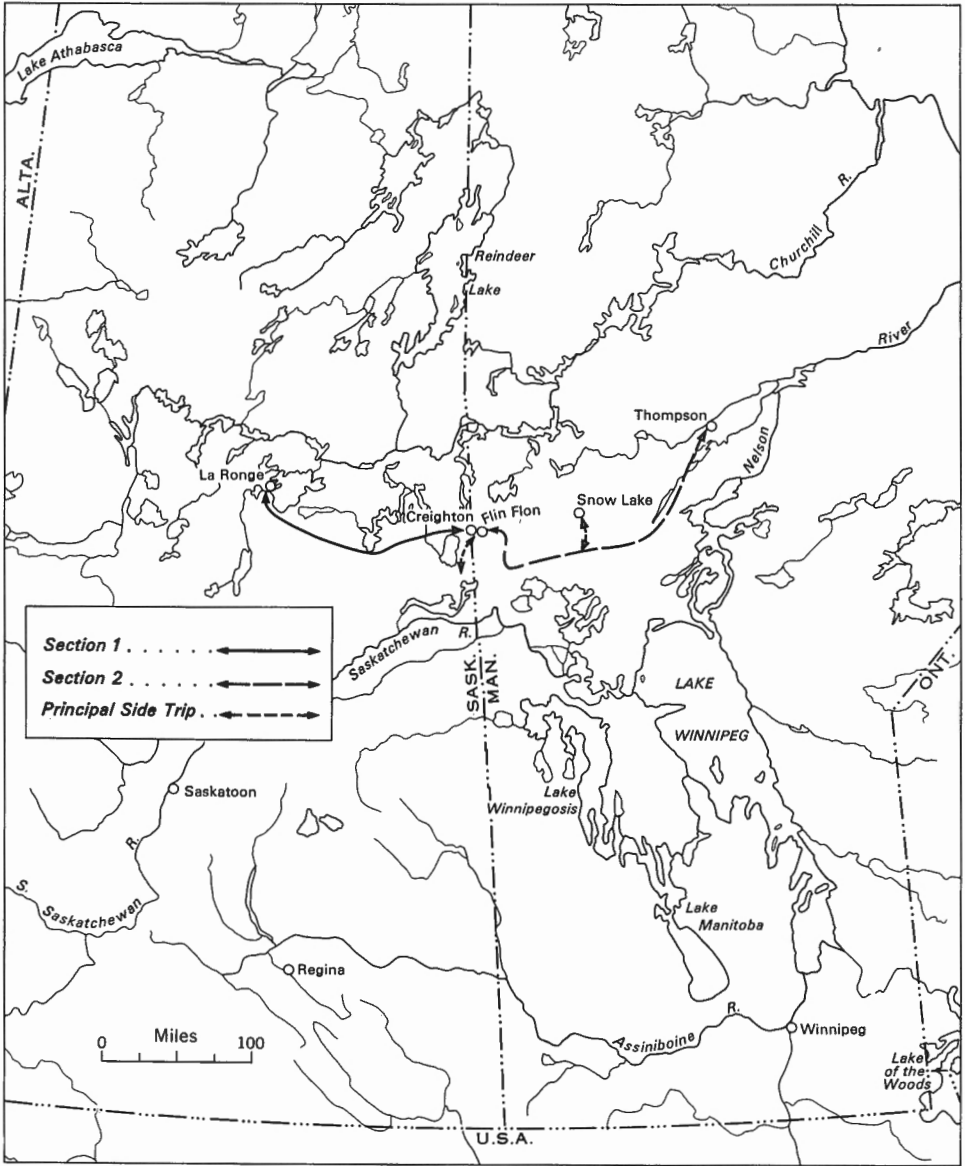 Lake Athabasca
ALTA.
Reindeer
Lake
Churchill R.
River
Nelson
Thompson
La Ronge
Snow Lake
Creighton
Flin Flon
Section 1 . . . . . .
Section 2 . . . . .
Principal Side Trip . .
Saskatchewan R.
SASK.
MAN.
LAKE
WINNIPEG
ONT.
Lake
Winnipegosis
Saskatoon
S. Saskatchewan R.
Lake
Manitoba
Regina
Miles
0 100
Assiniboine R.
Winnipeg
Lake
of the
Woods
U.S.A.